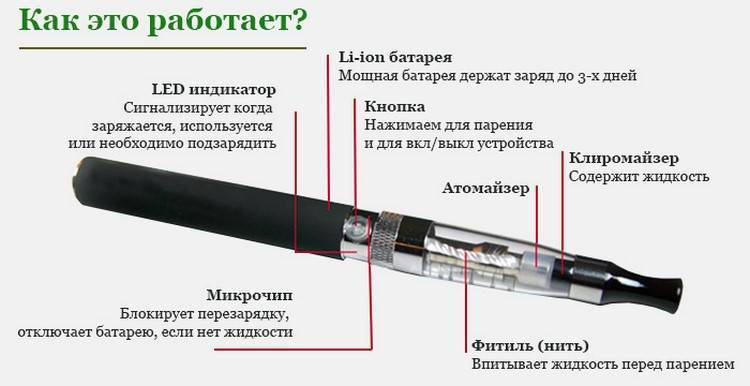 Как это работает?
Li-ion батарея
Мощная батарея держат заряд до 3-х дней
LED индикатор
Сигнализирует когда
заряжается, используется
или необходимо подзарядить
Кнопка
Нажимаем для парения
и для вкл/выкл устройства
Клиромайзер
Содержит жидкость
Атомайзер
Микрочип
Блокирует перезарядку,
отключает батарею, если нет жидкости
Фитиль (нить)
Впитывает жидкость перед парением